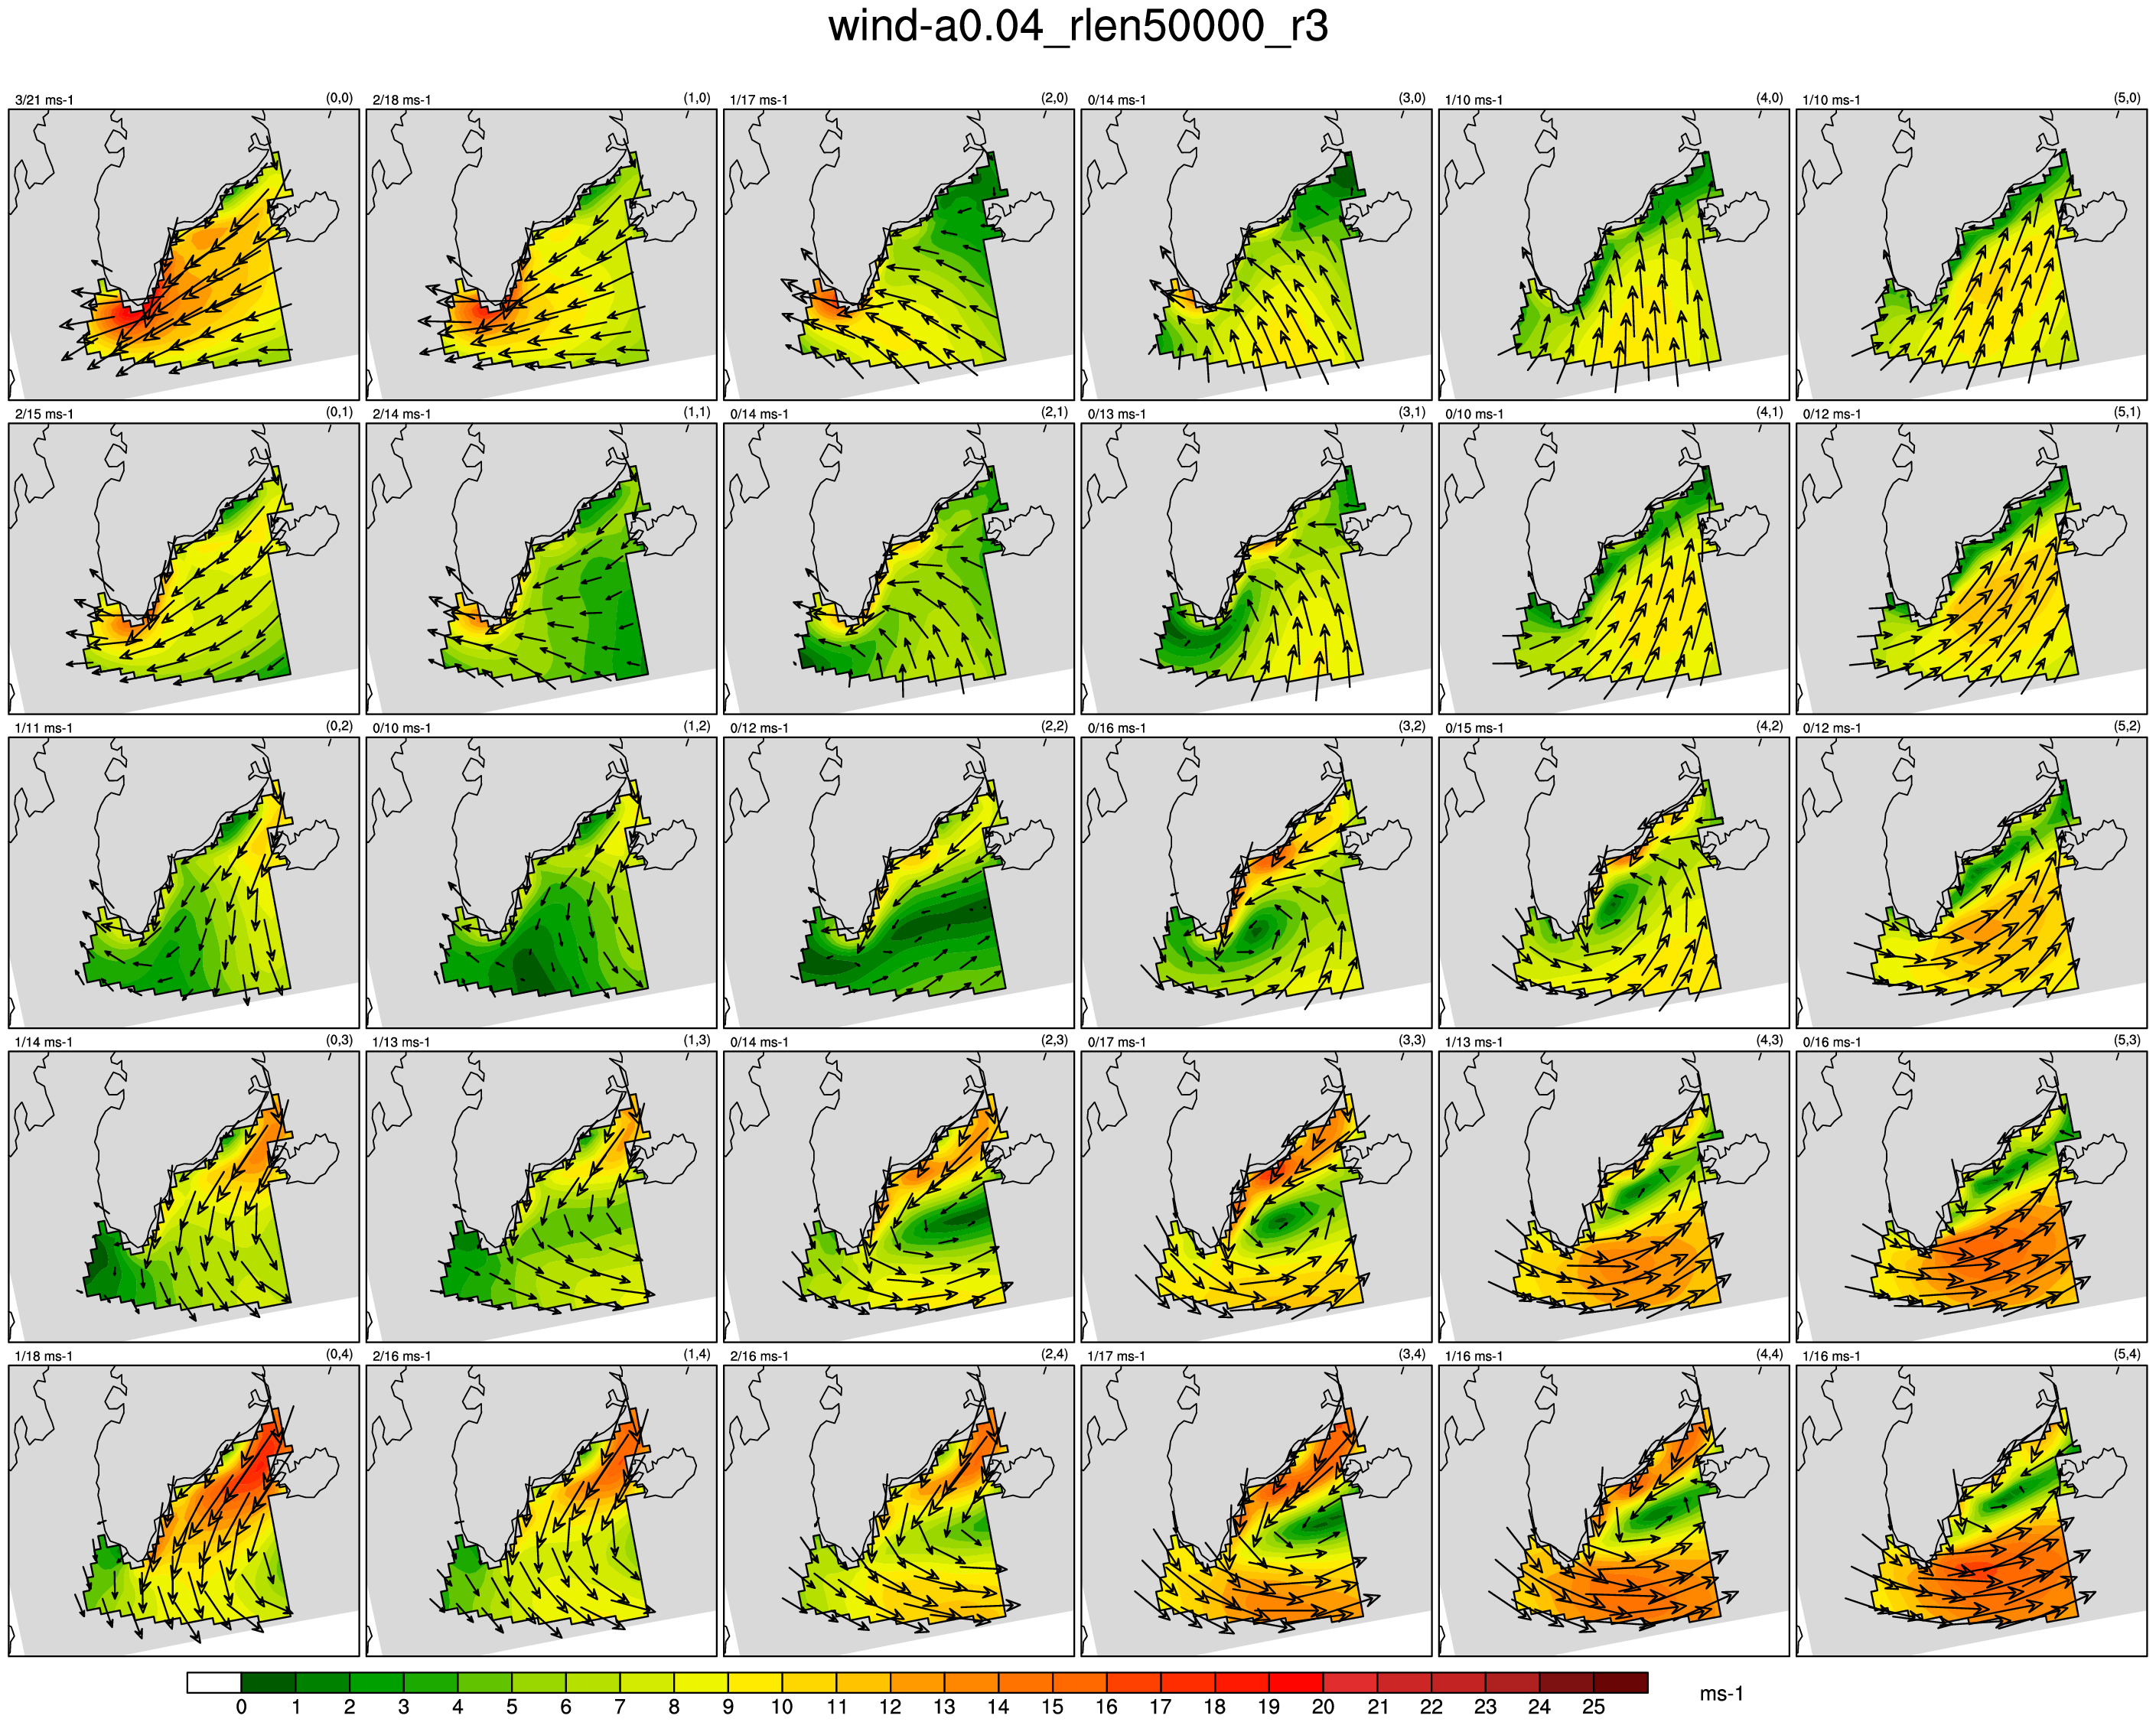 wind-a0.04_rlen50000_r3
3/21 ms-1 (0,0) 2/18 ms-1 (1,0) 1/17 ms-1 (2,0) 0/14 ms-1 (3,0) 1/10 ms-1 (4,0) 1/10 ms-1 (5,0)
2/15 ms-1 (0,1) 2/14 ms-1 (1,1) 0/14 ms-1 (2,1) 0/13 ms-1 (3,1) 0/10 ms-1 (4,1) 0/12 ms-1 (5,1)
1/11 ms-1 (0,2) 0/10 ms-1 (1,2) 0/12 ms-1 (2,2) 0/16 ms-1 (3,2) 0/15 ms-1 (4,2) 0/12 ms-1 (5,2)
1/14 ms-1 (0,3) 1/13 ms-1 (1,3) 0/14 ms-1 (2,3) 0/17 ms-1 (3,3) 1/13 ms-1 (4,3) 0/16 ms-1 (5,3)
1/18 ms-1 (0,4) 2/16 ms-1 (1,4) 2/16 ms-1 (2,4) 1/17 ms-1 (3,4) 1/16 ms-1 (4,4) 1/16 ms-1 (5,4)
0 1 2 3 4 5 6 7 8 9 10 11 12 13 14 15 16 17 18 19 20 21 22 23 24 25 ms-1